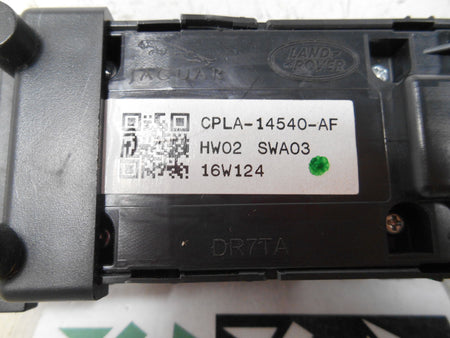 JAGUAR
LAND
ROVER
CPLA-14540-AF
HW02 SWA03
16W124
DR7TA